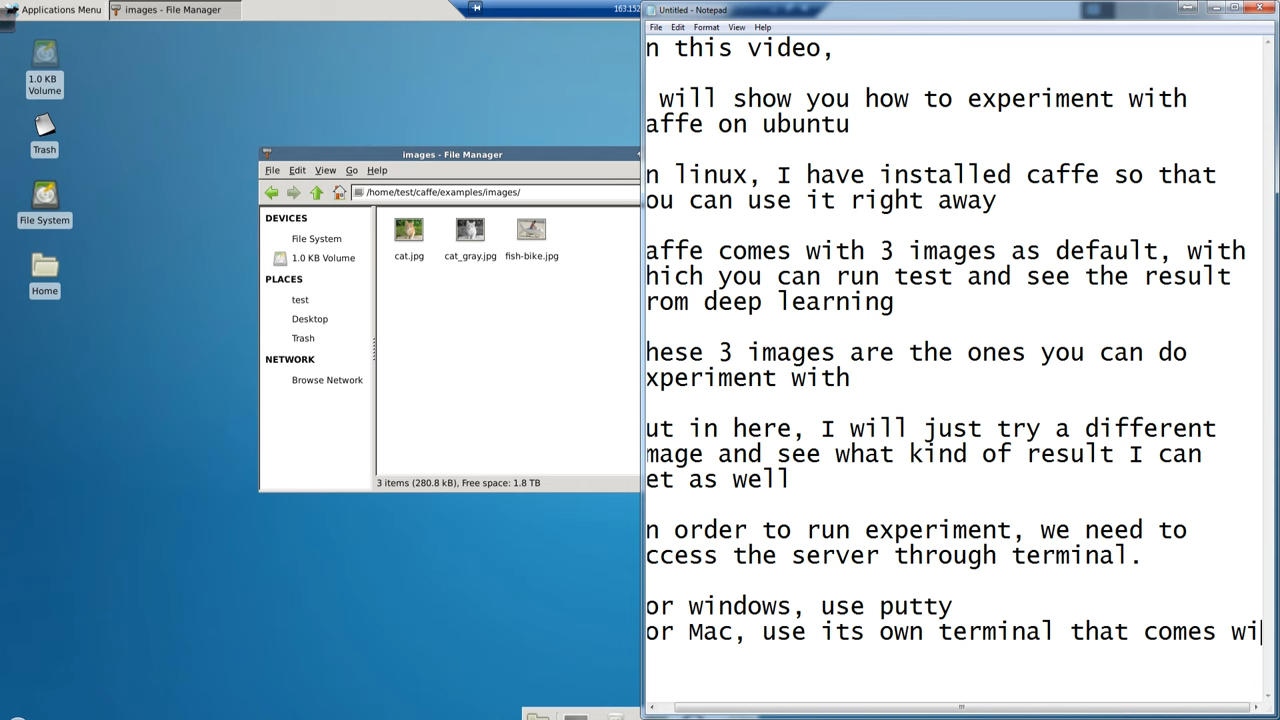 Applications Menu
images - File Manager
163.152
1.0 KB
Volume
Trash
File System
Home
images - File Manager
File Edit View Go Help
/home/test/caffe/examples/images/
DEVICES
File System
1.0 KB Volume
PLACES
test
Desktop
Trash
NETWORK
Browse Network
cat.jpg
cat_gray.jpg
fish-bike.jpg
3 items (280.8 kB), Free space: 1.8 TB
Untitled - Notepad
File Edit Format View Help
n this video,
will show you how to experiment with
affe on ubuntu
n linux, I have installed caffe so that
ou can use it right away
affe comes with 3 images as default, with
hich you can run test and see the result
rom deep learning
hese 3 images are the ones you can do
xperiment with
ut in here, I will just try a different
mage and see what kind of result I can
et as well
n order to run experiment, we need to
ccess the server through terminal.
or windows, use putty
or Mac, use its own terminal that comes wi